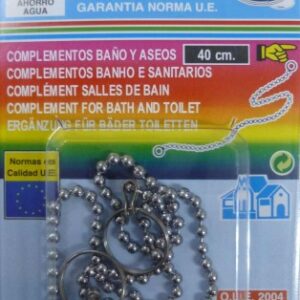 AHORRO
AGUA
GARANTIA NORMA U.E.
COMPLEMENTOS BAÑO Y ASEOS
40 cm.
COMPLEMENTOS BANHO E SANITARIOS
COMPLÉMENT SALLES DE BAIN
COMPLEMENT FOR BATH AND TOILET
ERGÄNZUNG FÜR BÄDER TOILETTEN
Normas de
Calidad U.E.
2004